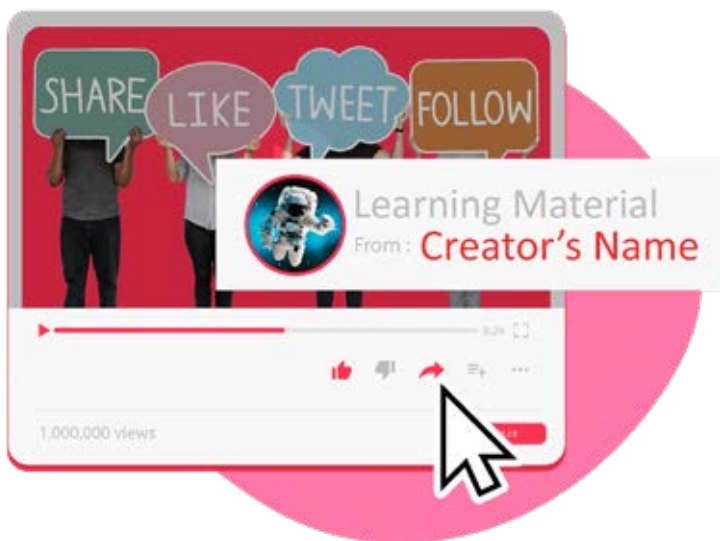 SHARE
LIKE
TWEET
FOLLOW
Learning Material
From : Creator's Name
1.000,000 views